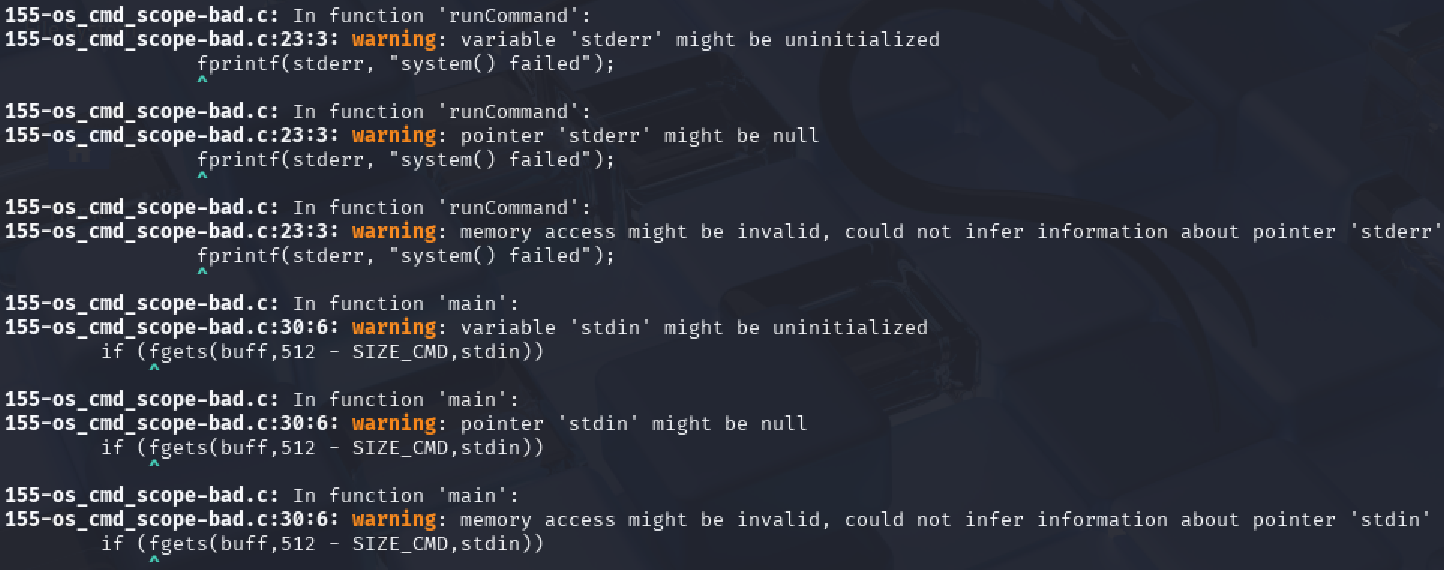 155-os_cmd_scope-bad.c: In function 'runCommand':
155-os_cmd_scope-bad.c:23:3: warning: variable 'stderr' might be uninitialized
fprintf(stderr, "system() failed");
^
155-os_cmd_scope-bad.c: In function 'runCommand':
155-os_cmd_scope-bad.c:23:3: warning: pointer 'stderr' might be null
fprintf(stderr, "system() failed");
^
155-os_cmd_scope-bad.c: In function 'runCommand':
155-os_cmd_scope-bad.c:23:3: warning: memory access might be invalid, could not infer information about pointer 'stderr'
fprintf(stderr, "system() failed");
^
155-os_cmd_scope-bad.c: In function 'main':
155-os_cmd_scope-bad.c:30:6: warning: variable 'stdin' might be uninitialized
if (fgets(buff,512 - SIZE_CMD,stdin))
^
155-os_cmd_scope-bad.c: In function 'main':
155-os_cmd_scope-bad.c:30:6: warning: pointer 'stdin' might be null
if (fgets(buff,512 - SIZE_CMD,stdin))
^
155-os_cmd_scope-bad.c: In function 'main':
155-os_cmd_scope-bad.c:30:6: warning: memory access might be invalid, could not infer information about pointer 'stdin'
if (fgets(buff,512 - SIZE_CMD,stdin))
^